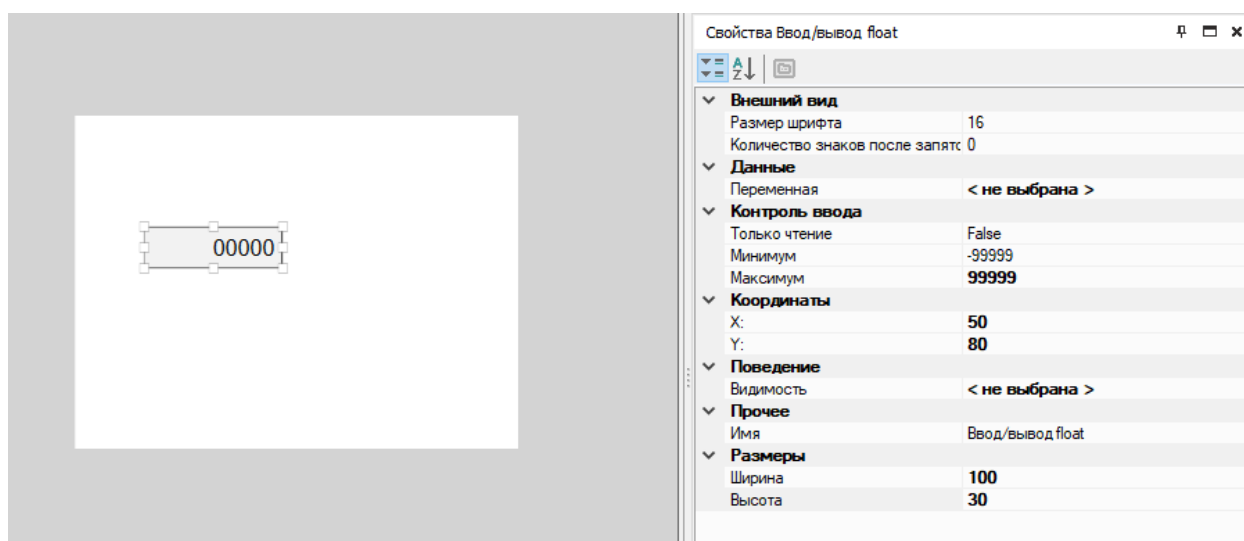 Свойства Ввод/вывод float
Внешний вид
Размер шрифта 16
Количество знаков после запятс 0
Данные
Переменная < не выбрана >
Контроль ввода
Только чтение False
Минимум -99999
Максимум 99999
Координаты
X: 50
Y: 80
Поведение
Видимость < не выбрана >
Прочее
Имя Ввод/вывод float
Размеры
Ширина 100
Высота 30
00000